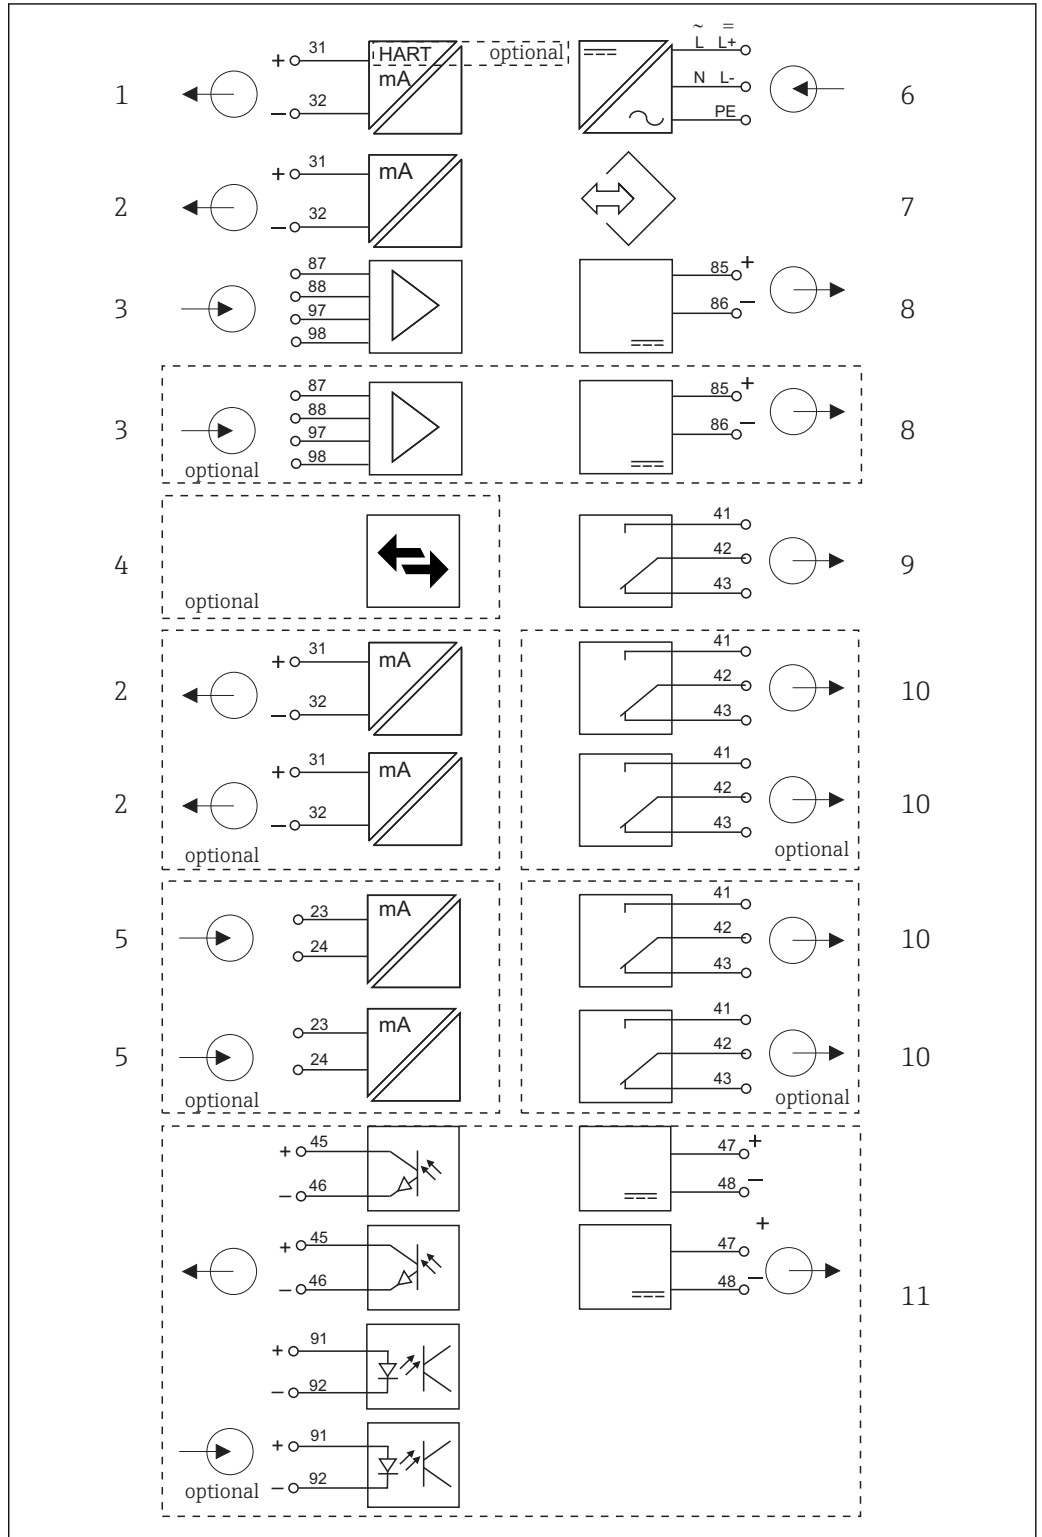 ~ =
1 + 31 HART optional L L+ 6
mA N L-
− 32 PE
2 + 31 mA 7
− 32
3 87 85 + 8
88 86 −
97
98
3 87 85 + 8
88 86 −
97
98
optional
4 optional 41 9
42
43
2 + 31 mA 41 10
− 32 42
43
2 + 31 mA 41 10
− 32 42
43
optional optional
5 23 mA 41 10
24 42
43
5 23 mA 41 10
24 42
43
optional optional
+ 45 47 +
− 46 48 −
+ 45 47 +
− 46 48 −
11
+ 91
− 92
+ 91
− 92
optional